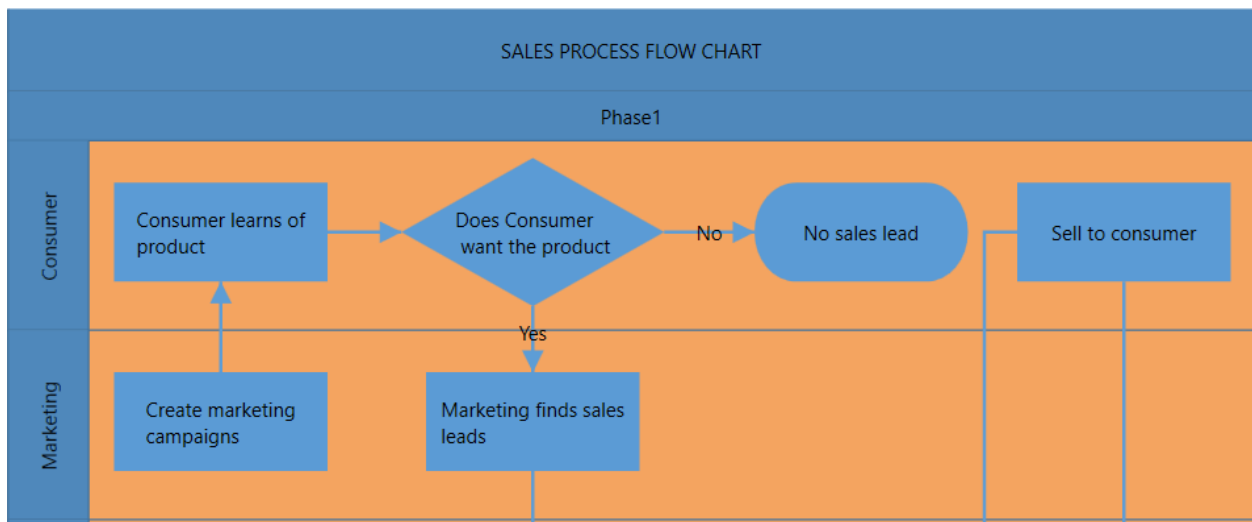 SALES PROCESS FLOW CHART
Phase1
Consumer
Consumer learns of
product
Does Consumer
want the product
No
No sales lead
Sell to consumer
Yes
Marketing
Create marketing
campaigns
Marketing finds sales
leads